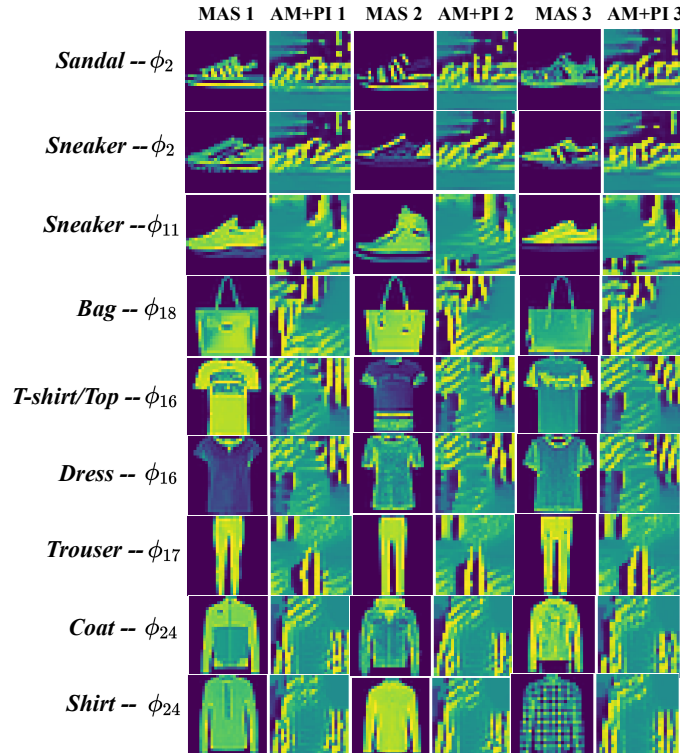 MAS 1 AM+PI 1 MAS 2 AM+PI 2 MAS 3 AM+PI 3
Sandal -- ϕ₂
Sneaker -- ϕ₂
Sneaker -- ϕ₁₁
Bag -- ϕ₁₈
T-shirt/Top -- ϕ₁₆
Dress -- ϕ₁₆
Trouser -- ϕ₁₇
Coat -- ϕ₂₄
Shirt -- ϕ₂₄